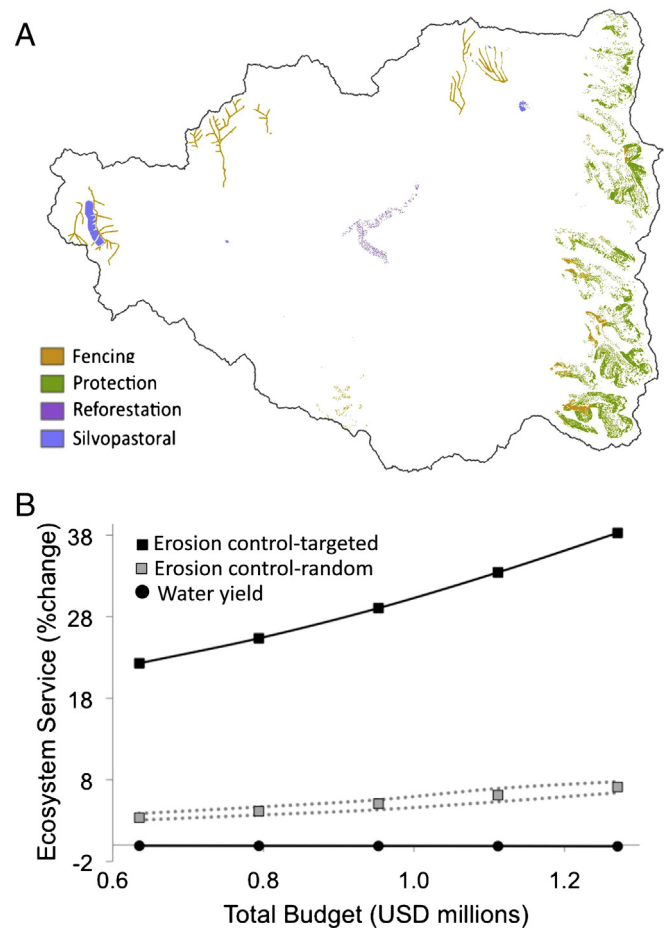 A
Fencing
Protection
Reforestation
Silvopastoral
B
Ecosystem Service (%change)
38
28
18
8
-2
Erosion control-targeted
Erosion control-random
Water yield
0.6
0.8
1.0
1.2
Total Budget (USD millions)